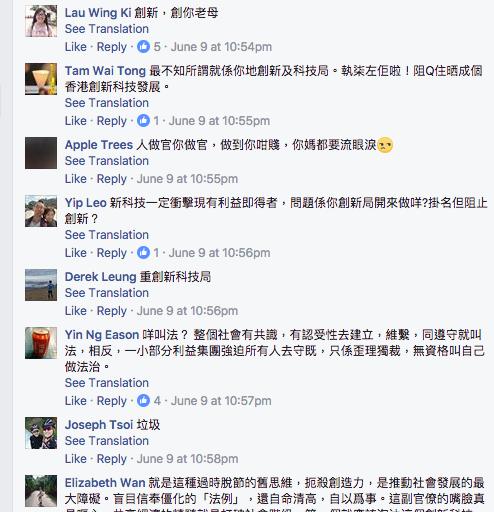 Lau Wing Ki 創新，創你老母
See Translation
Like · Reply · 5 · June 9 at 10:54pm
Tam Wai Tong 最不知所謂就係你地創新及科技局。執柒左佢啦！阻Q住晒成個
香港創新科技發展。
See Translation
Like · Reply · 1 · June 9 at 10:55pm
Apple Trees 人做官你做官，做到你咁賤，你媽都要流眼淚
See Translation
Like · Reply · June 9 at 10:55pm
Yip Leo 新科技一定衝擊現有利益即得者，問題係你創新局開來做咩?掛名但阻止
創新？
See Translation
Like · Reply · 1 · June 9 at 10:56pm
Derek Leung 重創新科技局
See Translation
Like · Reply · June 9 at 10:56pm
Yin Ng Eason 咩叫法？ 整個社會有共識，有認受性去建立，維繫，同遵守就叫
法，相反，一小部分利益集團強迫所有人去守既，只係歪理獨裁，無資格叫自己
做法治。
See Translation
Like · Reply · 4 · June 9 at 10:57pm
Joseph Tsoi 垃圾
See Translation
Like · Reply · June 9 at 10:58pm
Elizabeth Wan 就是這種過時脫節的舊思維，扼殺創造力，是推動社會發展的最
大障礙。盲目信奉僵化的「法例」，還自命清高，自以為事。這副官僚的嘴臉真